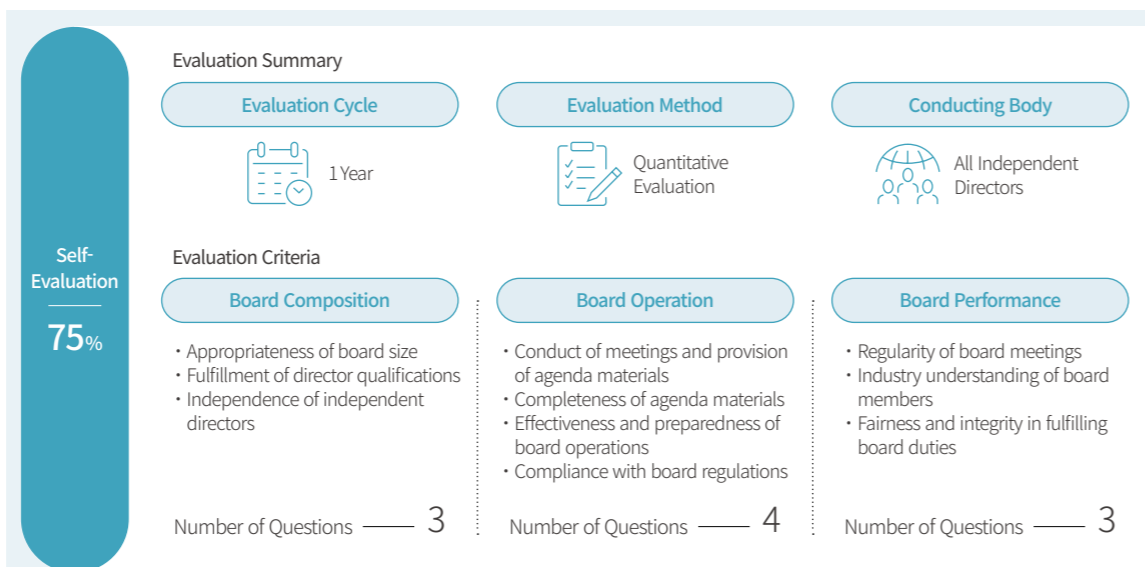 Self-
Evaluation
75%
Evaluation Summary
Evaluation Cycle
1 Year
Evaluation Method
Quantitative
Evaluation
Conducting Body
All Independent
Directors
Evaluation Criteria
Board Composition
・Appropriateness of board size
・Fulfillment of director qualifications
・Independence of independent
directors
Number of Questions 3
Board Operation
・Conduct of meetings and provision
of agenda materials
・Completeness of agenda materials
・Effectiveness and preparedness of
board operations
・Compliance with board regulations
Number of Questions 4
Board Performance
・Regularity of board meetings
・Industry understanding of board
members
・Fairness and integrity in fulfilling
board duties
Number of Questions 3